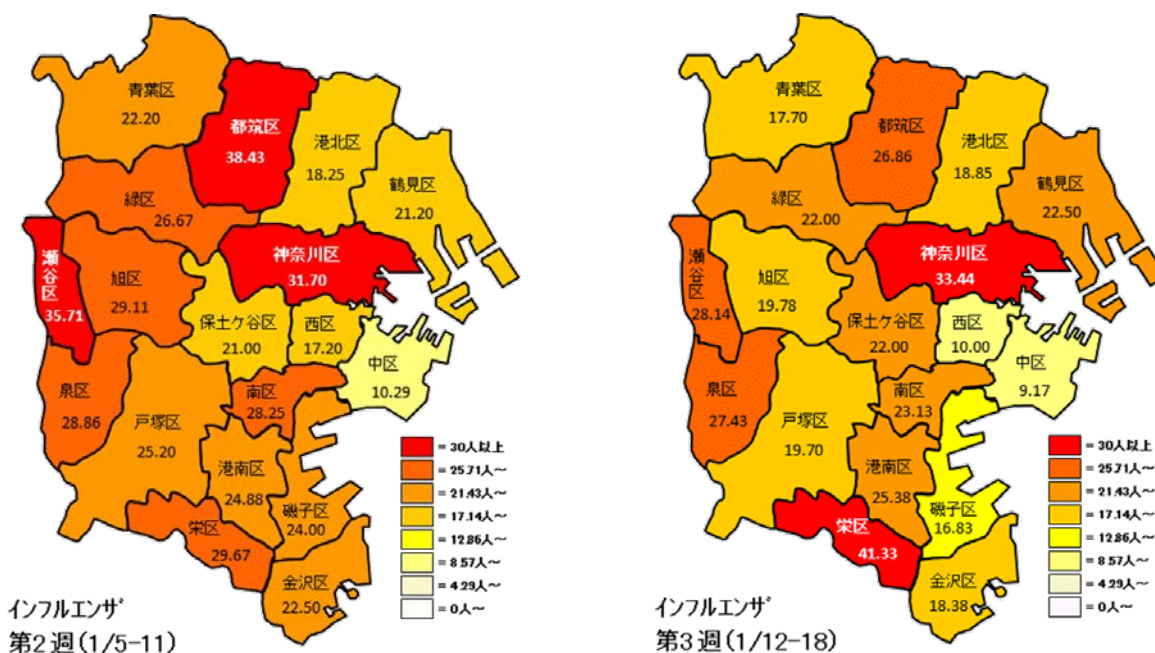 青葉区
22.20
都筑区
38.43
港北区
18.25
鶴見区
21.20
緑区
26.67
神奈川区
31.70
瀬谷区
35.71
旭区
29.11
保土ケ谷区
21.00
西区
17.20
中区
10.29
泉区
28.86
戸塚区
25.20
南区
28.25
港南区
24.88
磯子区
24.00
栄区
29.67
金沢区
22.50
= 30人以上
= 25.71人~
= 21.43人~
= 17.14人~
= 12.86人~
= 8.57人~
= 4.29人~
= 0人~
インフルエンザ
第2週(1/5-11)
青葉区
17.70
都筑区
26.86
港北区
18.85
鶴見区
22.50
緑区
22.00
神奈川区
33.44
瀬谷区
28.14
旭区
19.78
保土ケ谷区
22.00
西区
10.00
中区
9.17
泉区
27.43
戸塚区
19.70
南区
23.13
港南区
25.38
磯子区
16.83
栄区
41.33
金沢区
18.38
= 30人以上
= 25.71人~
= 21.43人~
= 17.14人~
= 12.86人~
= 8.57人~
= 4.29人~
= 0人~
インフルエンザ
第3週(1/12-18)